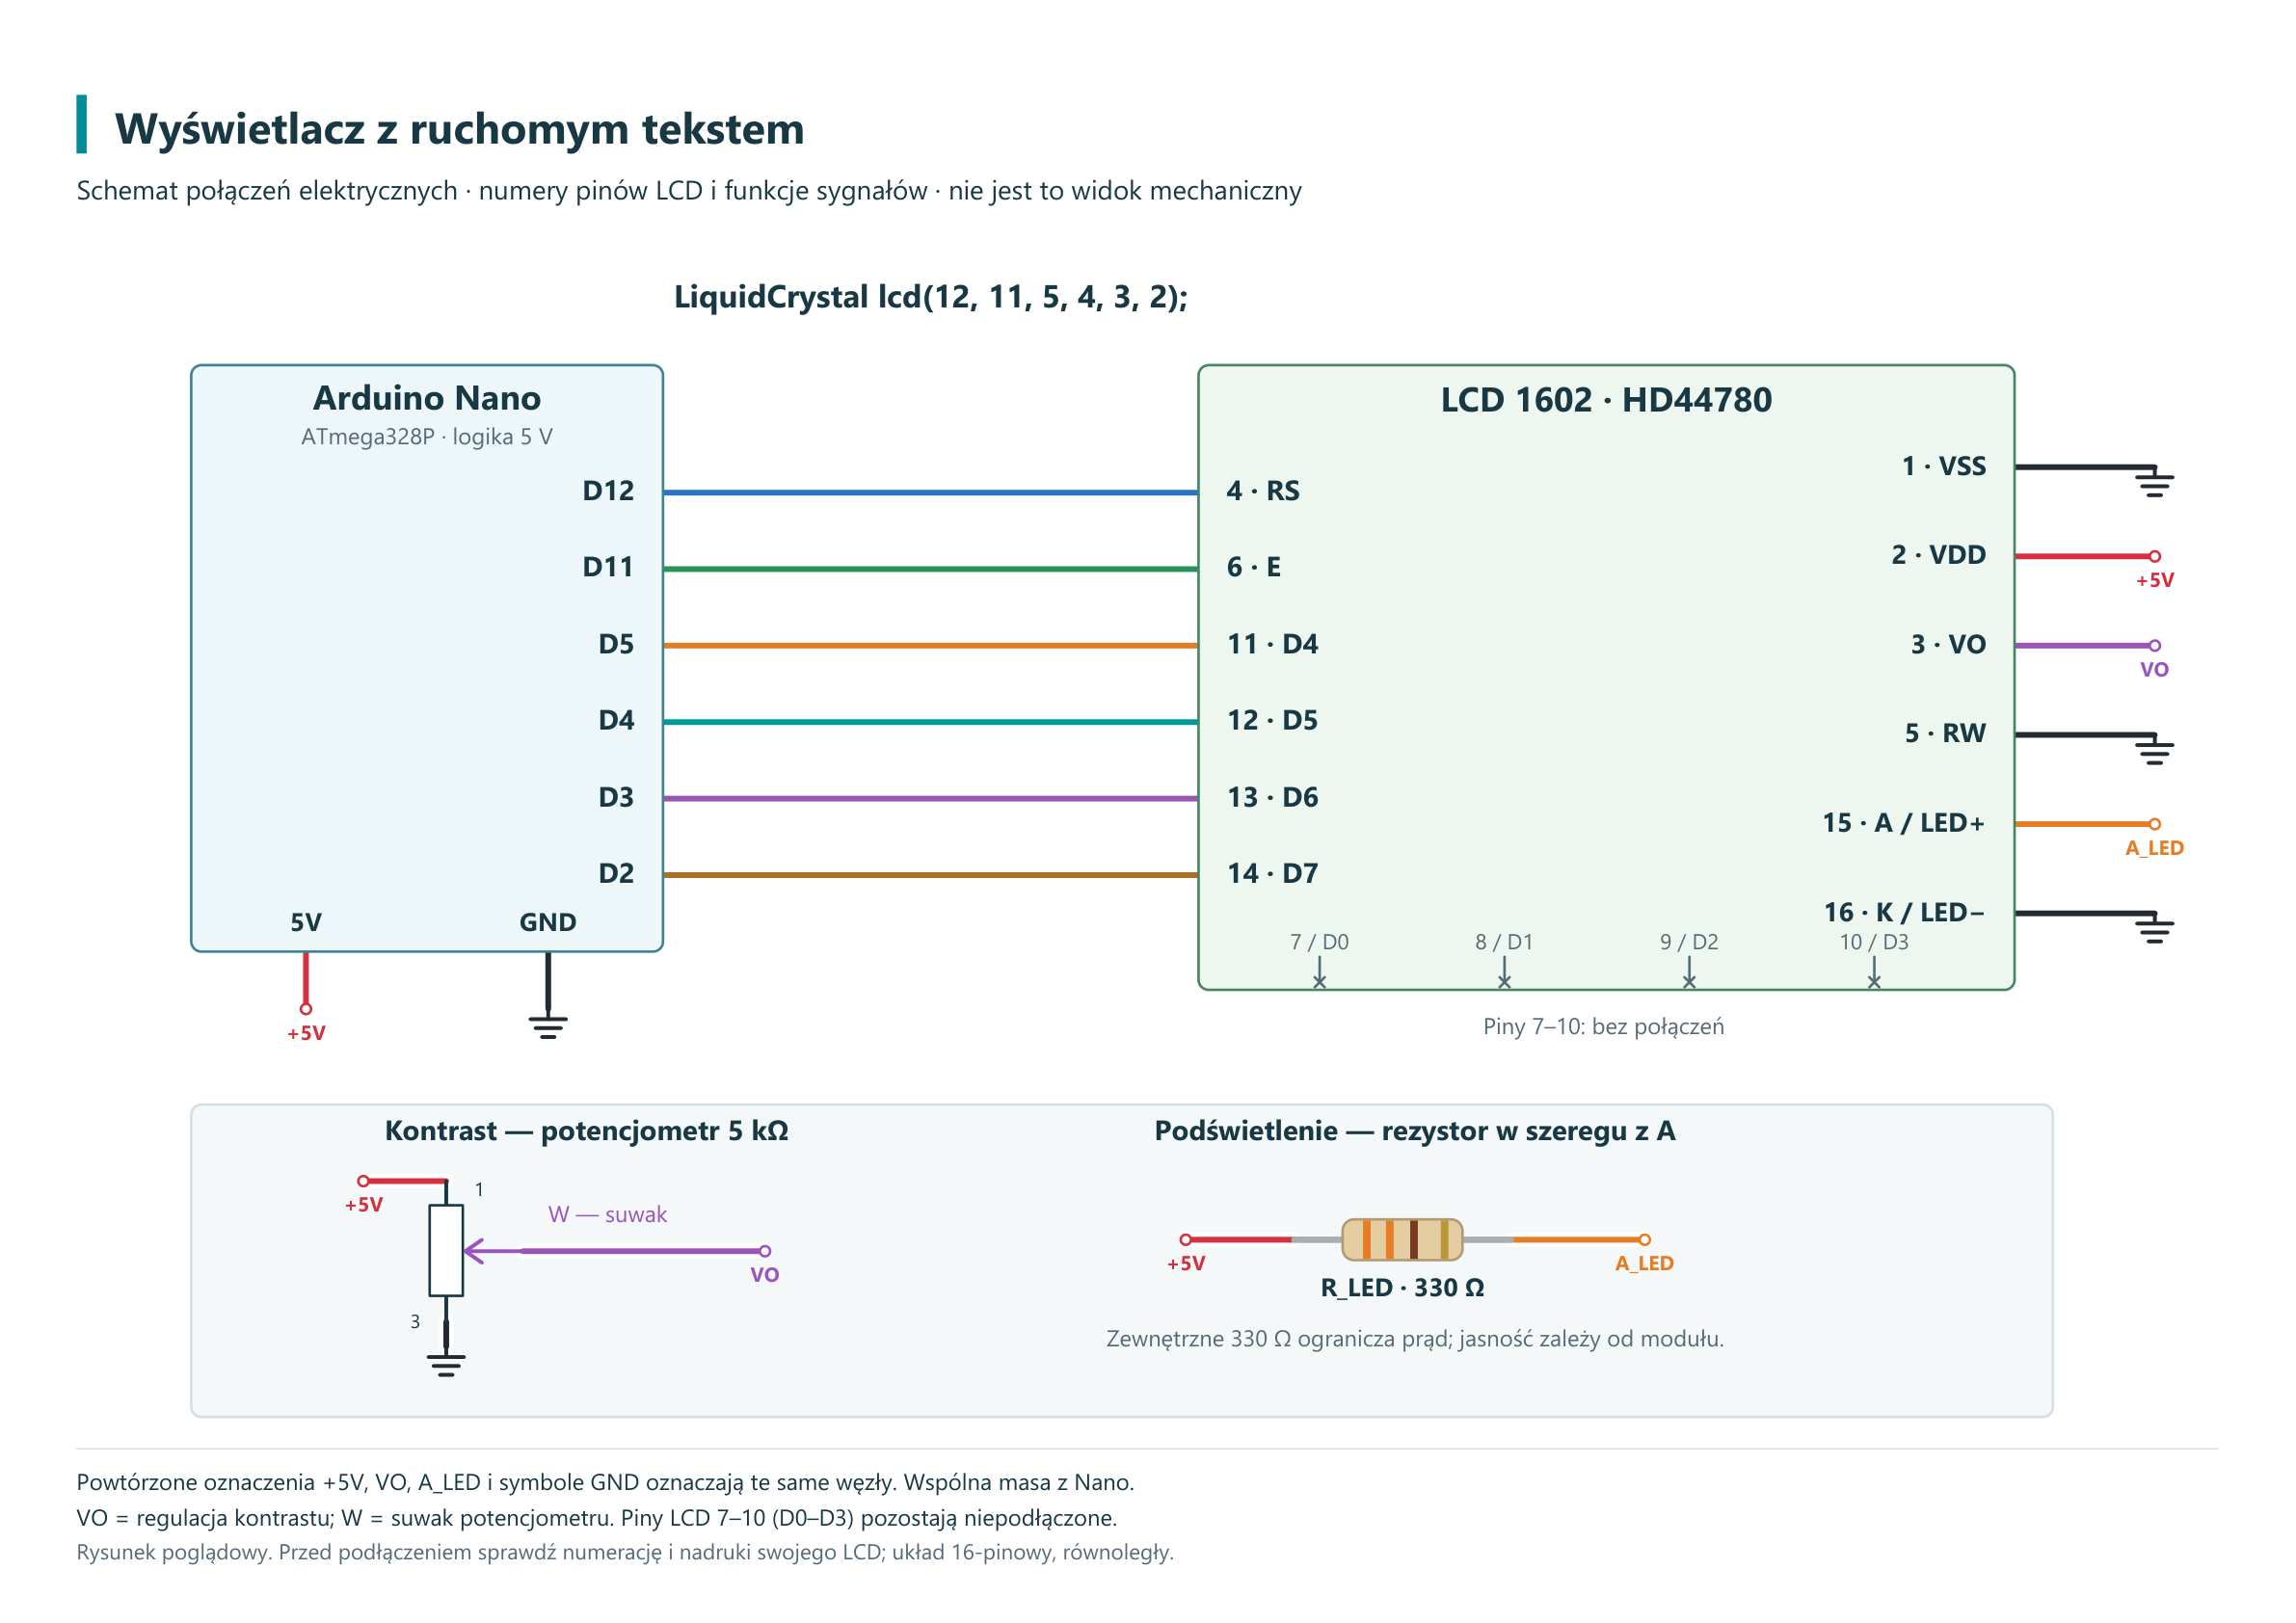 Wyświetlacz z ruchomym tekstem
Schemat połączeń elektrycznych · numery pinów LCD i funkcje sygnałów · nie jest to widok mechaniczny
LiquidCrystal lcd(12, 11, 5, 4, 3, 2);
Arduino Nano
ATmega328P · logika 5 V
D12
D11
D5
D4
D3
D2
5V
GND
+5V
LCD 1602 · HD44780
4 · RS
6 · E
11 · D4
12 · D5
13 · D6
14 · D7
1 · VSS
2 · VDD
+5V
3 · VO
VO
5 · RW
15 · A / LED+
A_LED
16 · K / LED−
7 / D0
8 / D1
9 / D2
10 / D3
Piny 7–10: bez połączeń
Kontrast — potencjometr 5 kΩ
+5V
1
W — suwak
VO
3
Podświetlenie — rezystor w szeregu z A
+5V
A_LED
R_LED · 330 Ω
Zewnętrzne 330 Ω ogranicza prąd; jasność zależy od modułu.
Powtórzone oznaczenia +5V, VO, A_LED i symbole GND oznaczają te same węzły. Wspólna masa z Nano.
VO = regulacja kontrastu; W = suwak potencjometru. Piny LCD 7–10 (D0–D3) pozostają niepodłączone.
Rysunek poglądowy. Przed podłączeniem sprawdź numerację i nadruki swojego LCD; układ 16-pinowy, równoległy.